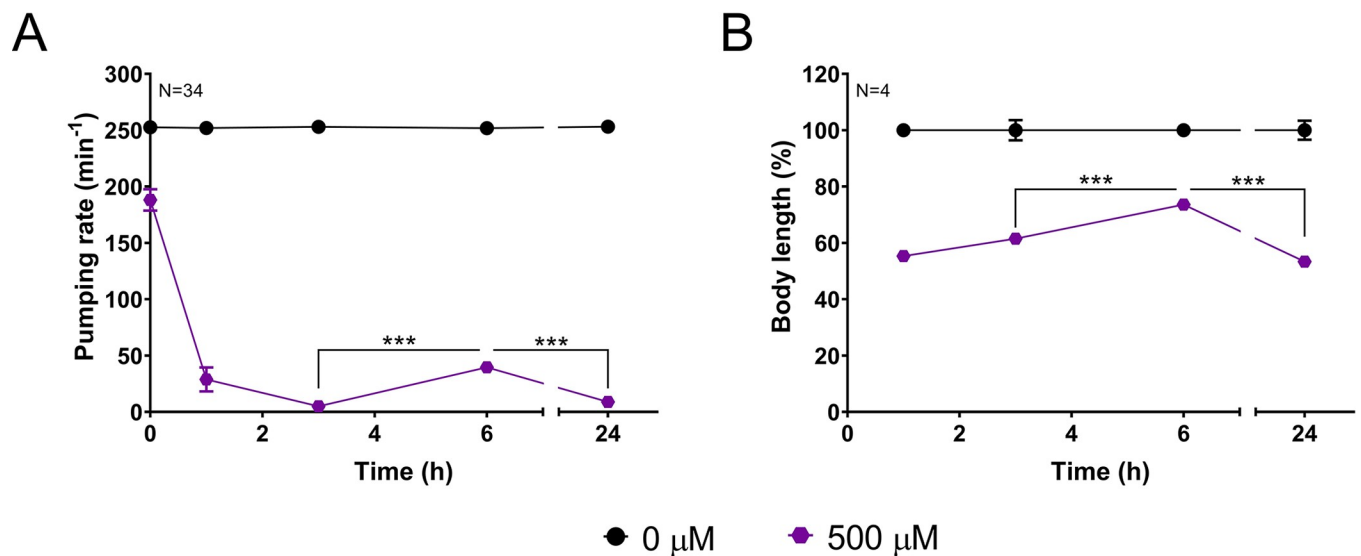 A
B
N=34
N=4
300
250
200
150
100
50
0
Pumping rate (min⁻¹)
***
***
0 2 4 6 24
Time (h)
120
100
80
60
40
20
0
Body length (%)
***
***
0 2 4 6 24
Time (h)
0 μM 500 μM